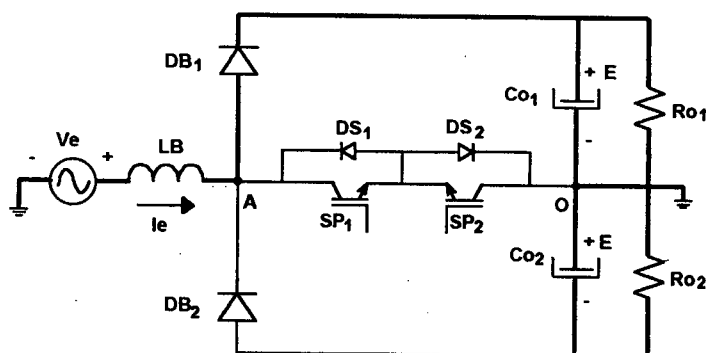 DB1
+ E
Co1
-
Ro1
DS1
DS2
Ve
LB
-
+
A
O
Ie
SP1
SP2
+ E
Co2
-
Ro2
DB2